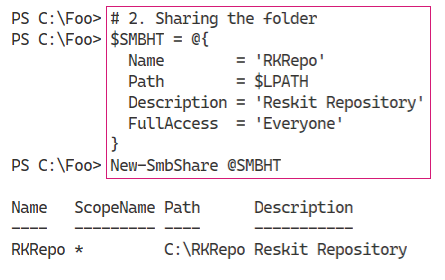 PS C:\Foo> # 2. Sharing the folder
PS C:\Foo> $SMBHT = @{
  Name        = 'RKRepo'
  Path        = $LPATH
  Description = 'Reskit Repository'
  FullAccess  = 'Everyone'
}
PS C:\Foo> New-SmbShare @SMBHT
Name   ScopeName Path      Description
----   --------- ----      -----------
RKRepo *         C:\RKRepo Reskit Repository